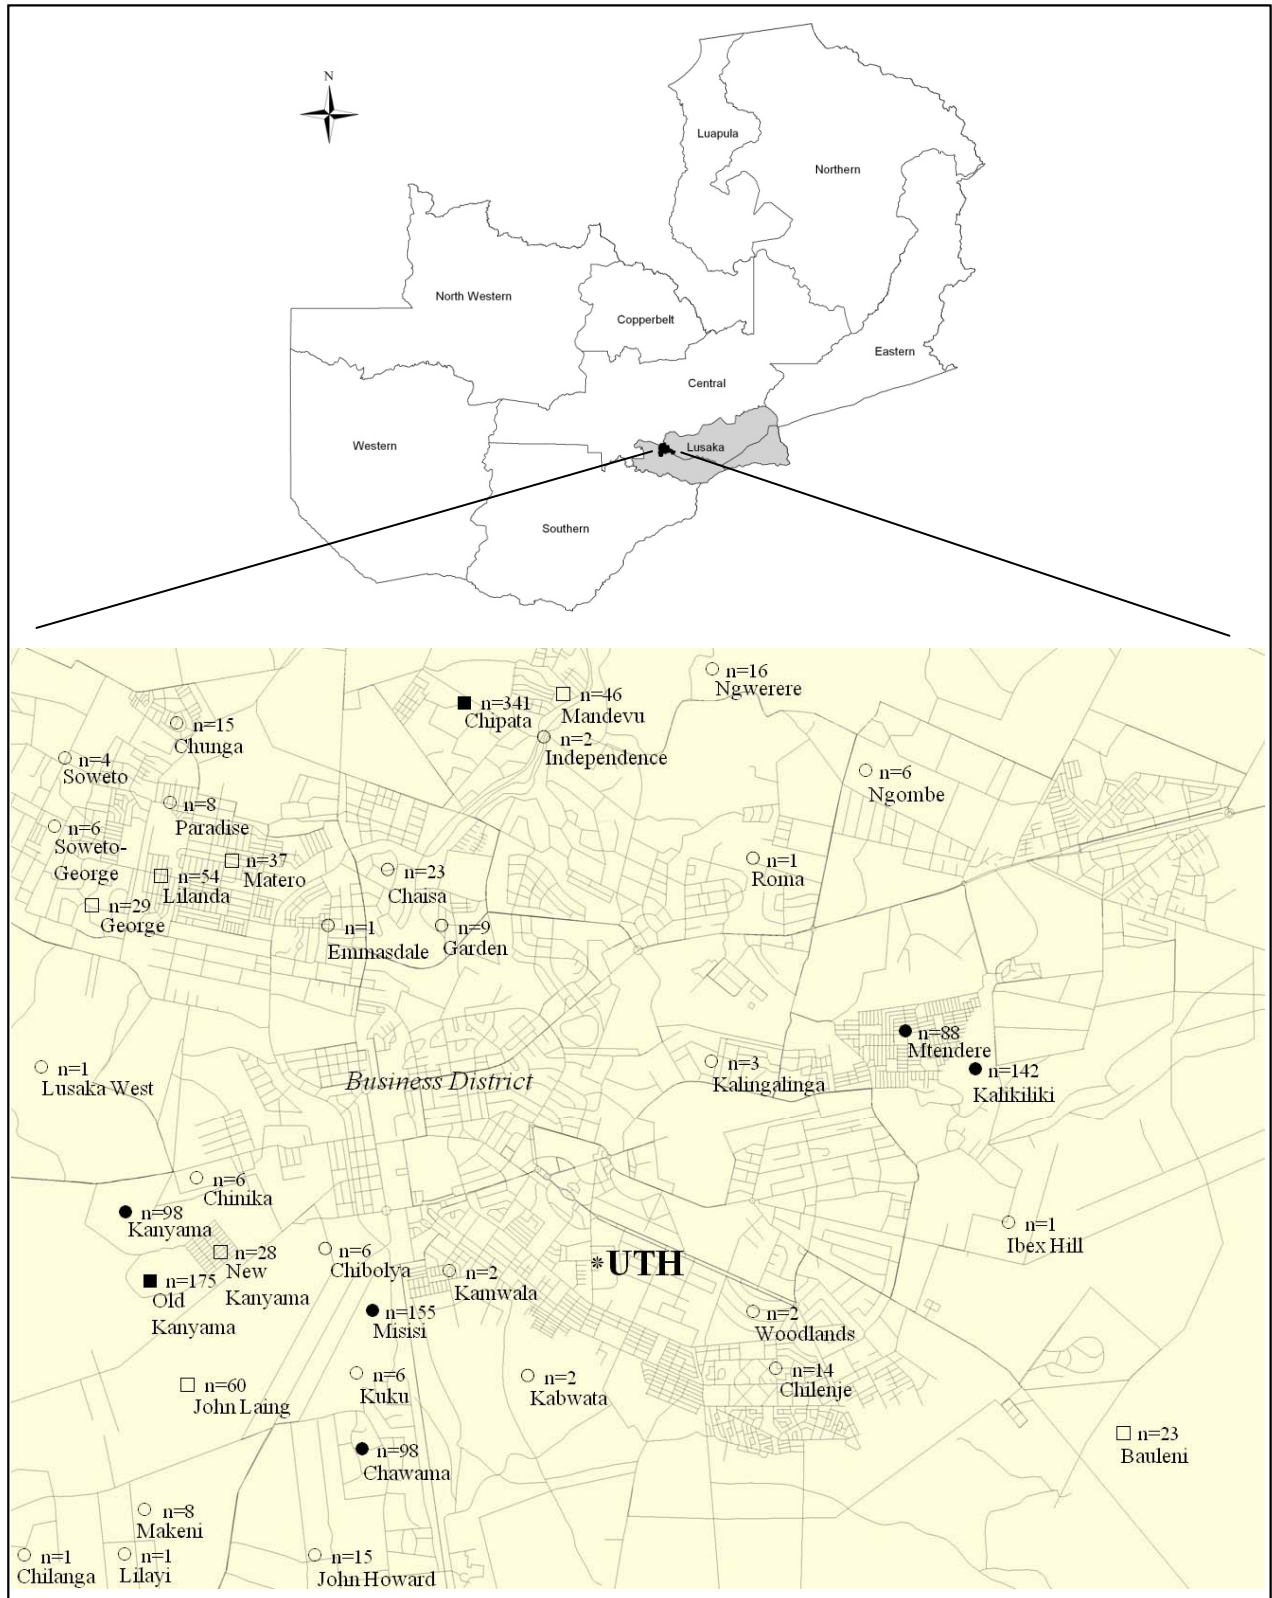 N
Luapula
Northern
North Western
Copperbelt
Eastern
Central
Western
Lusaka
Southern
n=16
Ngwerere
n=341
Chipata
n=46
Mandevu
n=15
Chunga
n=2
Independence
n=4
Soweto
n=6
Ngombe
n=8
Paradise
n=6
Soweto-
George
n=37
Matero
n=54
Lilanda
n=23
Chaisa
n=1
Roma
n=29
George
n=1
Emmasdale
n=9
Garden
n=88
Mtendere
n=1
Lusaka West
Business District
n=3
Kalingalinga
n=142
Kalikiliki
n=6
Chinika
n=98
Kanyama
n=28
New
Kanyama
n=6
Chibolya
n=2
Kamwala
*UTH
n=1
Ibex Hill
n=175
Old
Kanyama
n=155
Misisi
n=2
Woodlands
n=60
John Laing
n=6
Kuku
n=2
Kabwata
n=14
Chilenje
n=98
Chawama
n=23
Bauleni
n=8
Makeni
n=1
Chilanga
n=1
Lilayi
n=15
John Howard